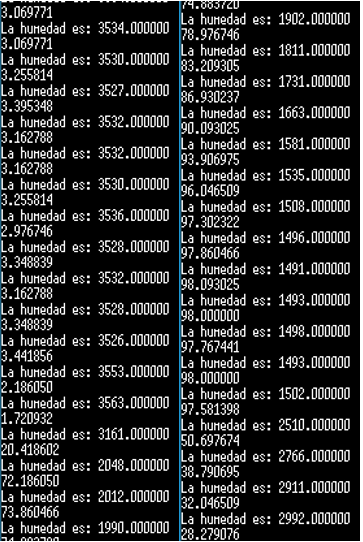 La humedad es: 3534.000000
3.069771
La humedad es: 3530.000000
3.255814
La humedad es: 3527.000000
3.395348
La humedad es: 3532.000000
3.162788
La humedad es: 3532.000000
3.162788
La humedad es: 3530.000000
3.255814
La humedad es: 3536.000000
2.976746
La humedad es: 3528.000000
3.348839
La humedad es: 3532.000000
3.162788
La humedad es: 3528.000000
3.348839
La humedad es: 3526.000000
3.441856
La humedad es: 3553.000000
2.186050
La humedad es: 3563.000000
1.720932
La humedad es: 3161.000000
20.418602
La humedad es: 2048.000000
72.186050
La humedad es: 2012.000000
73.860466
La humedad es: 1990.000000
74.883720
La humedad es: 1902.000000
78.976746
La humedad es: 1811.000000
83.209305
La humedad es: 1731.000000
86.930237
La humedad es: 1663.000000
90.093025
La humedad es: 1581.000000
93.906975
La humedad es: 1535.000000
96.046509
La humedad es: 1508.000000
97.302322
La humedad es: 1496.000000
97.860466
La humedad es: 1491.000000
98.093025
La humedad es: 1493.000000
98.000000
La humedad es: 1498.000000
97.767441
La humedad es: 1493.000000
98.000000
La humedad es: 1502.000000
97.581398
La humedad es: 2510.000000
50.697674
La humedad es: 2766.000000
38.790695
La humedad es: 2911.000000
32.046509
La humedad es: 2992.000000
28.279076